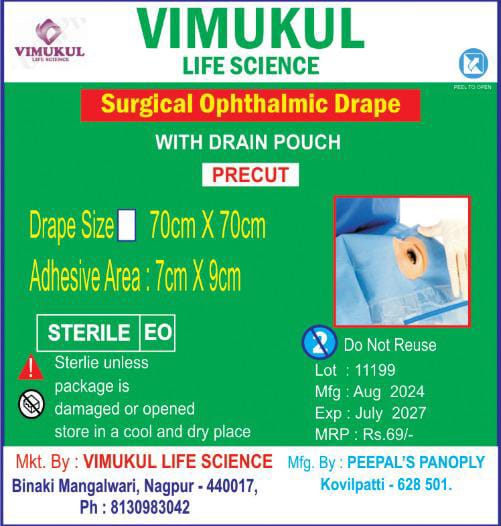 VIMUKUL
LIFE SCIENCE
VIMUKUL
LIFE SCIENCE
PEEL TO OPEN
Surgical Ophthalmic Drape
WITH DRAIN POUCH
PRECUT
Drape Size 70cm X 70cm
Adhesive Area : 7cm X 9cm
STERILE EO
Sterlie unless
package is
damaged or opened
store in a cool and dry place
2 Do Not Reuse
Lot : 11199
Mfg : Aug 2024
Exp : July 2027
MRP : Rs.69/-
Mkt. By : VIMUKUL LIFE SCIENCE
Binaki Mangalwari, Nagpur - 440017,
Ph : 8130983042
Mfg. By : PEEPAL'S PANOPLY
Kovilpatti - 628 501.